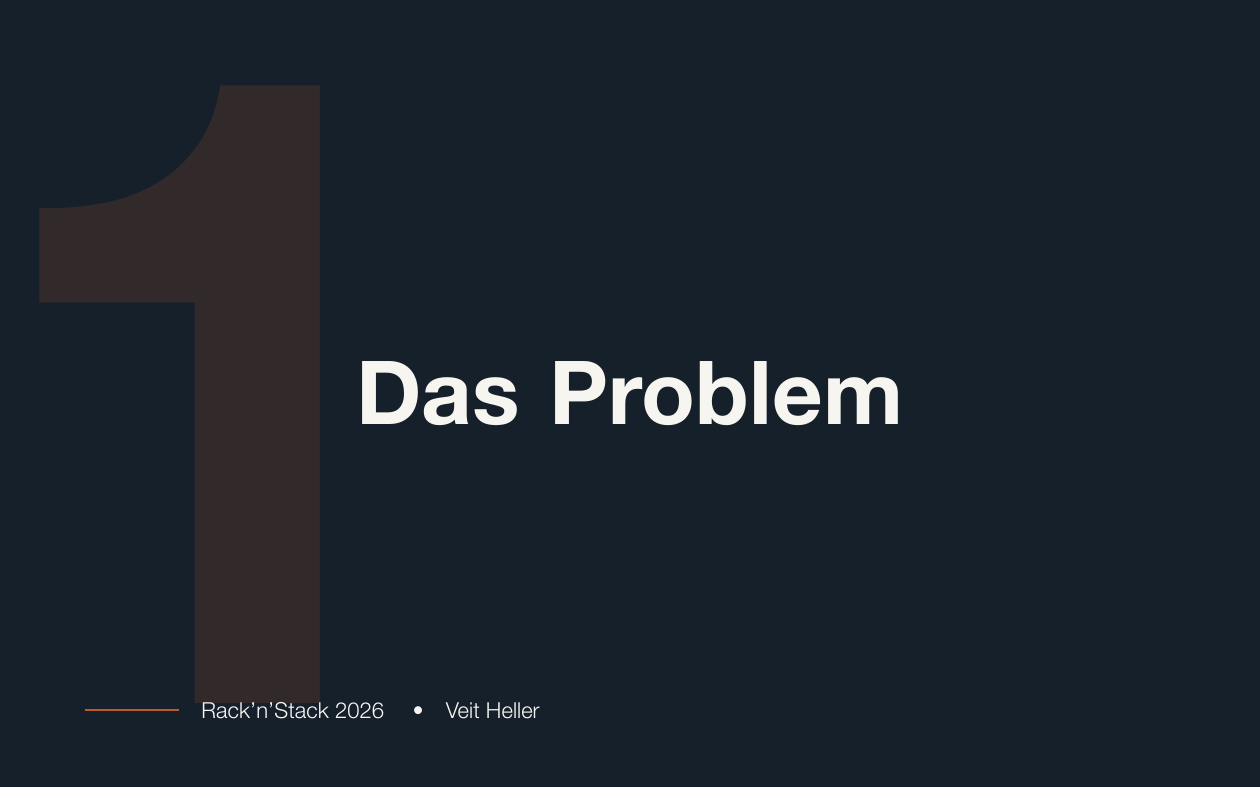 1
Das Problem
Rack’n’Stack 2026 • Veit Heller